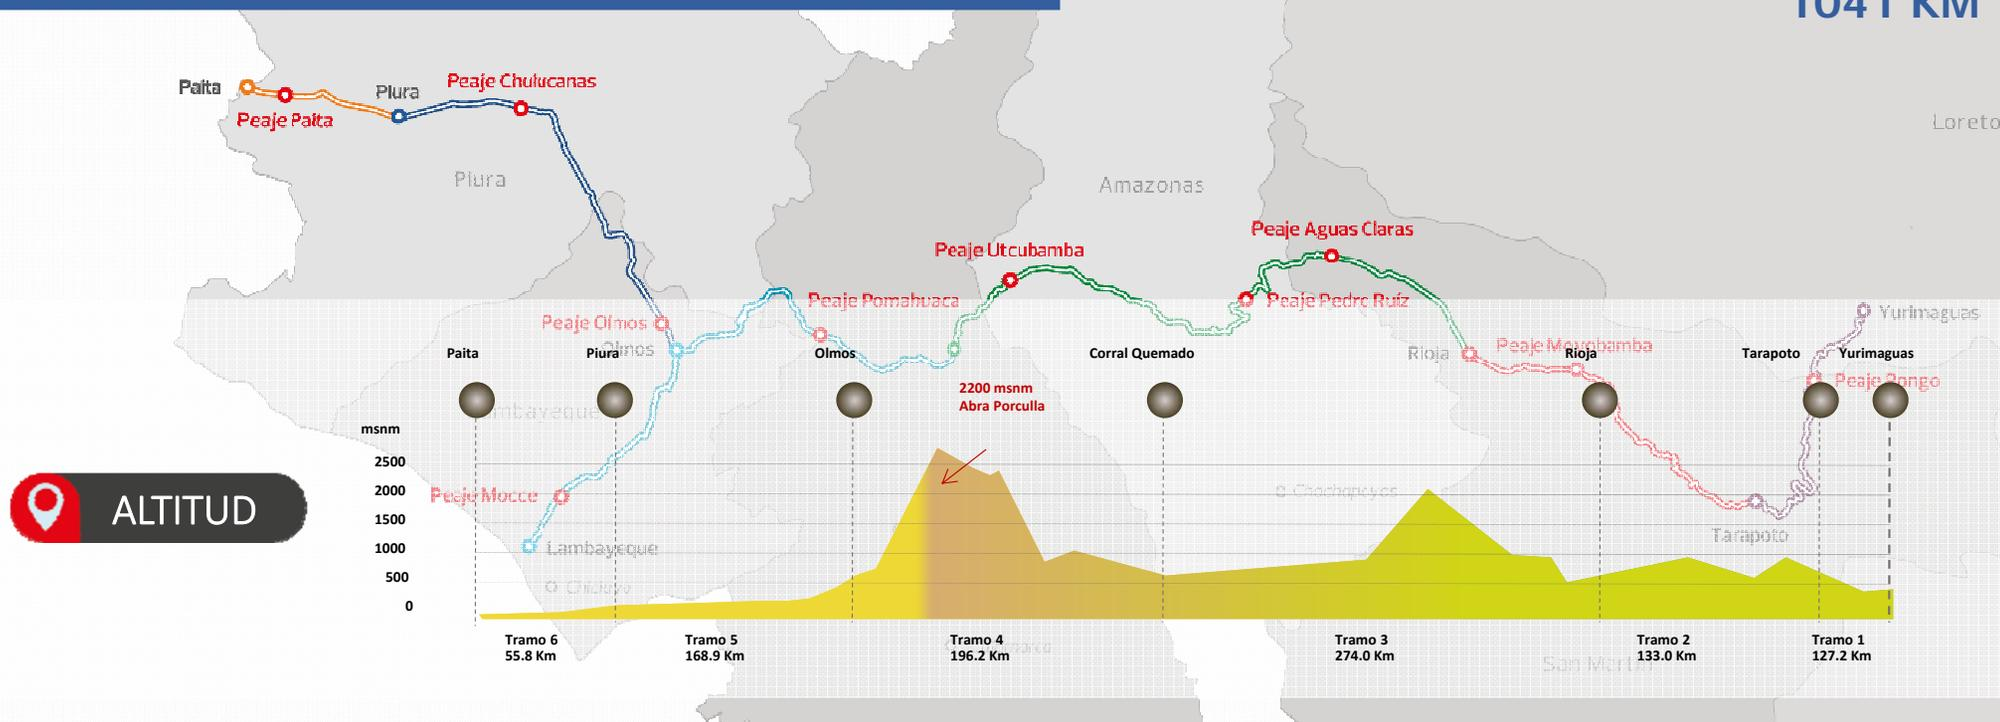 1041 KM
Paita
Peaje Paita
Piura
Peaje Chulucanas
Loreto
Piura
Amazonas
Peaje Utcubamba
Peaje Aguas Claras
Peaje Pomahuaca
Peaje Pedro Ruíz
Yurimaguas
Peaje Olmos
Olmos
Rioja
Peaje Moyobamba
Peaje Pongo
Paita
Piura
Olmos
Corral Quemado
Rioja
Tarapoto
Yurimaguas
2200 msnm
Abra Porculla
Lambayeque
msnm
2500
2000
1500
1000
500
0
ALTITUD
Peaje Mocce
Lambayeque
Chiclayo
Chachapoyas
Tarapoto
Tramo 6
55.8 Km
Tramo 5
168.9 Km
Tramo 4
196.2 Km
Tramo 3
274.0 Km
Tramo 2
133.0 Km
Tramo 1
127.2 Km
San Martín